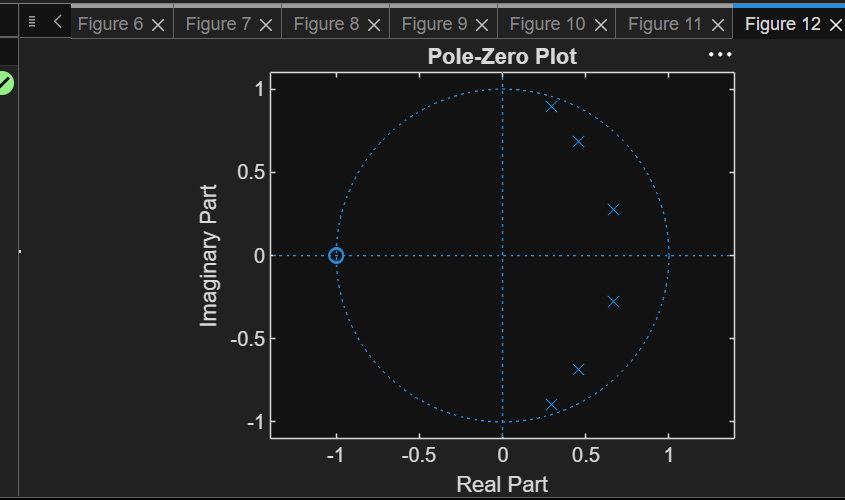 Figure 6 Figure 7 Figure 8 Figure 9 Figure 10 Figure 11 Figure 12
Pole-Zero Plot
1
0.5
0
-0.5
-1
Imaginary Part
-1 -0.5 0 0.5 1
Real Part